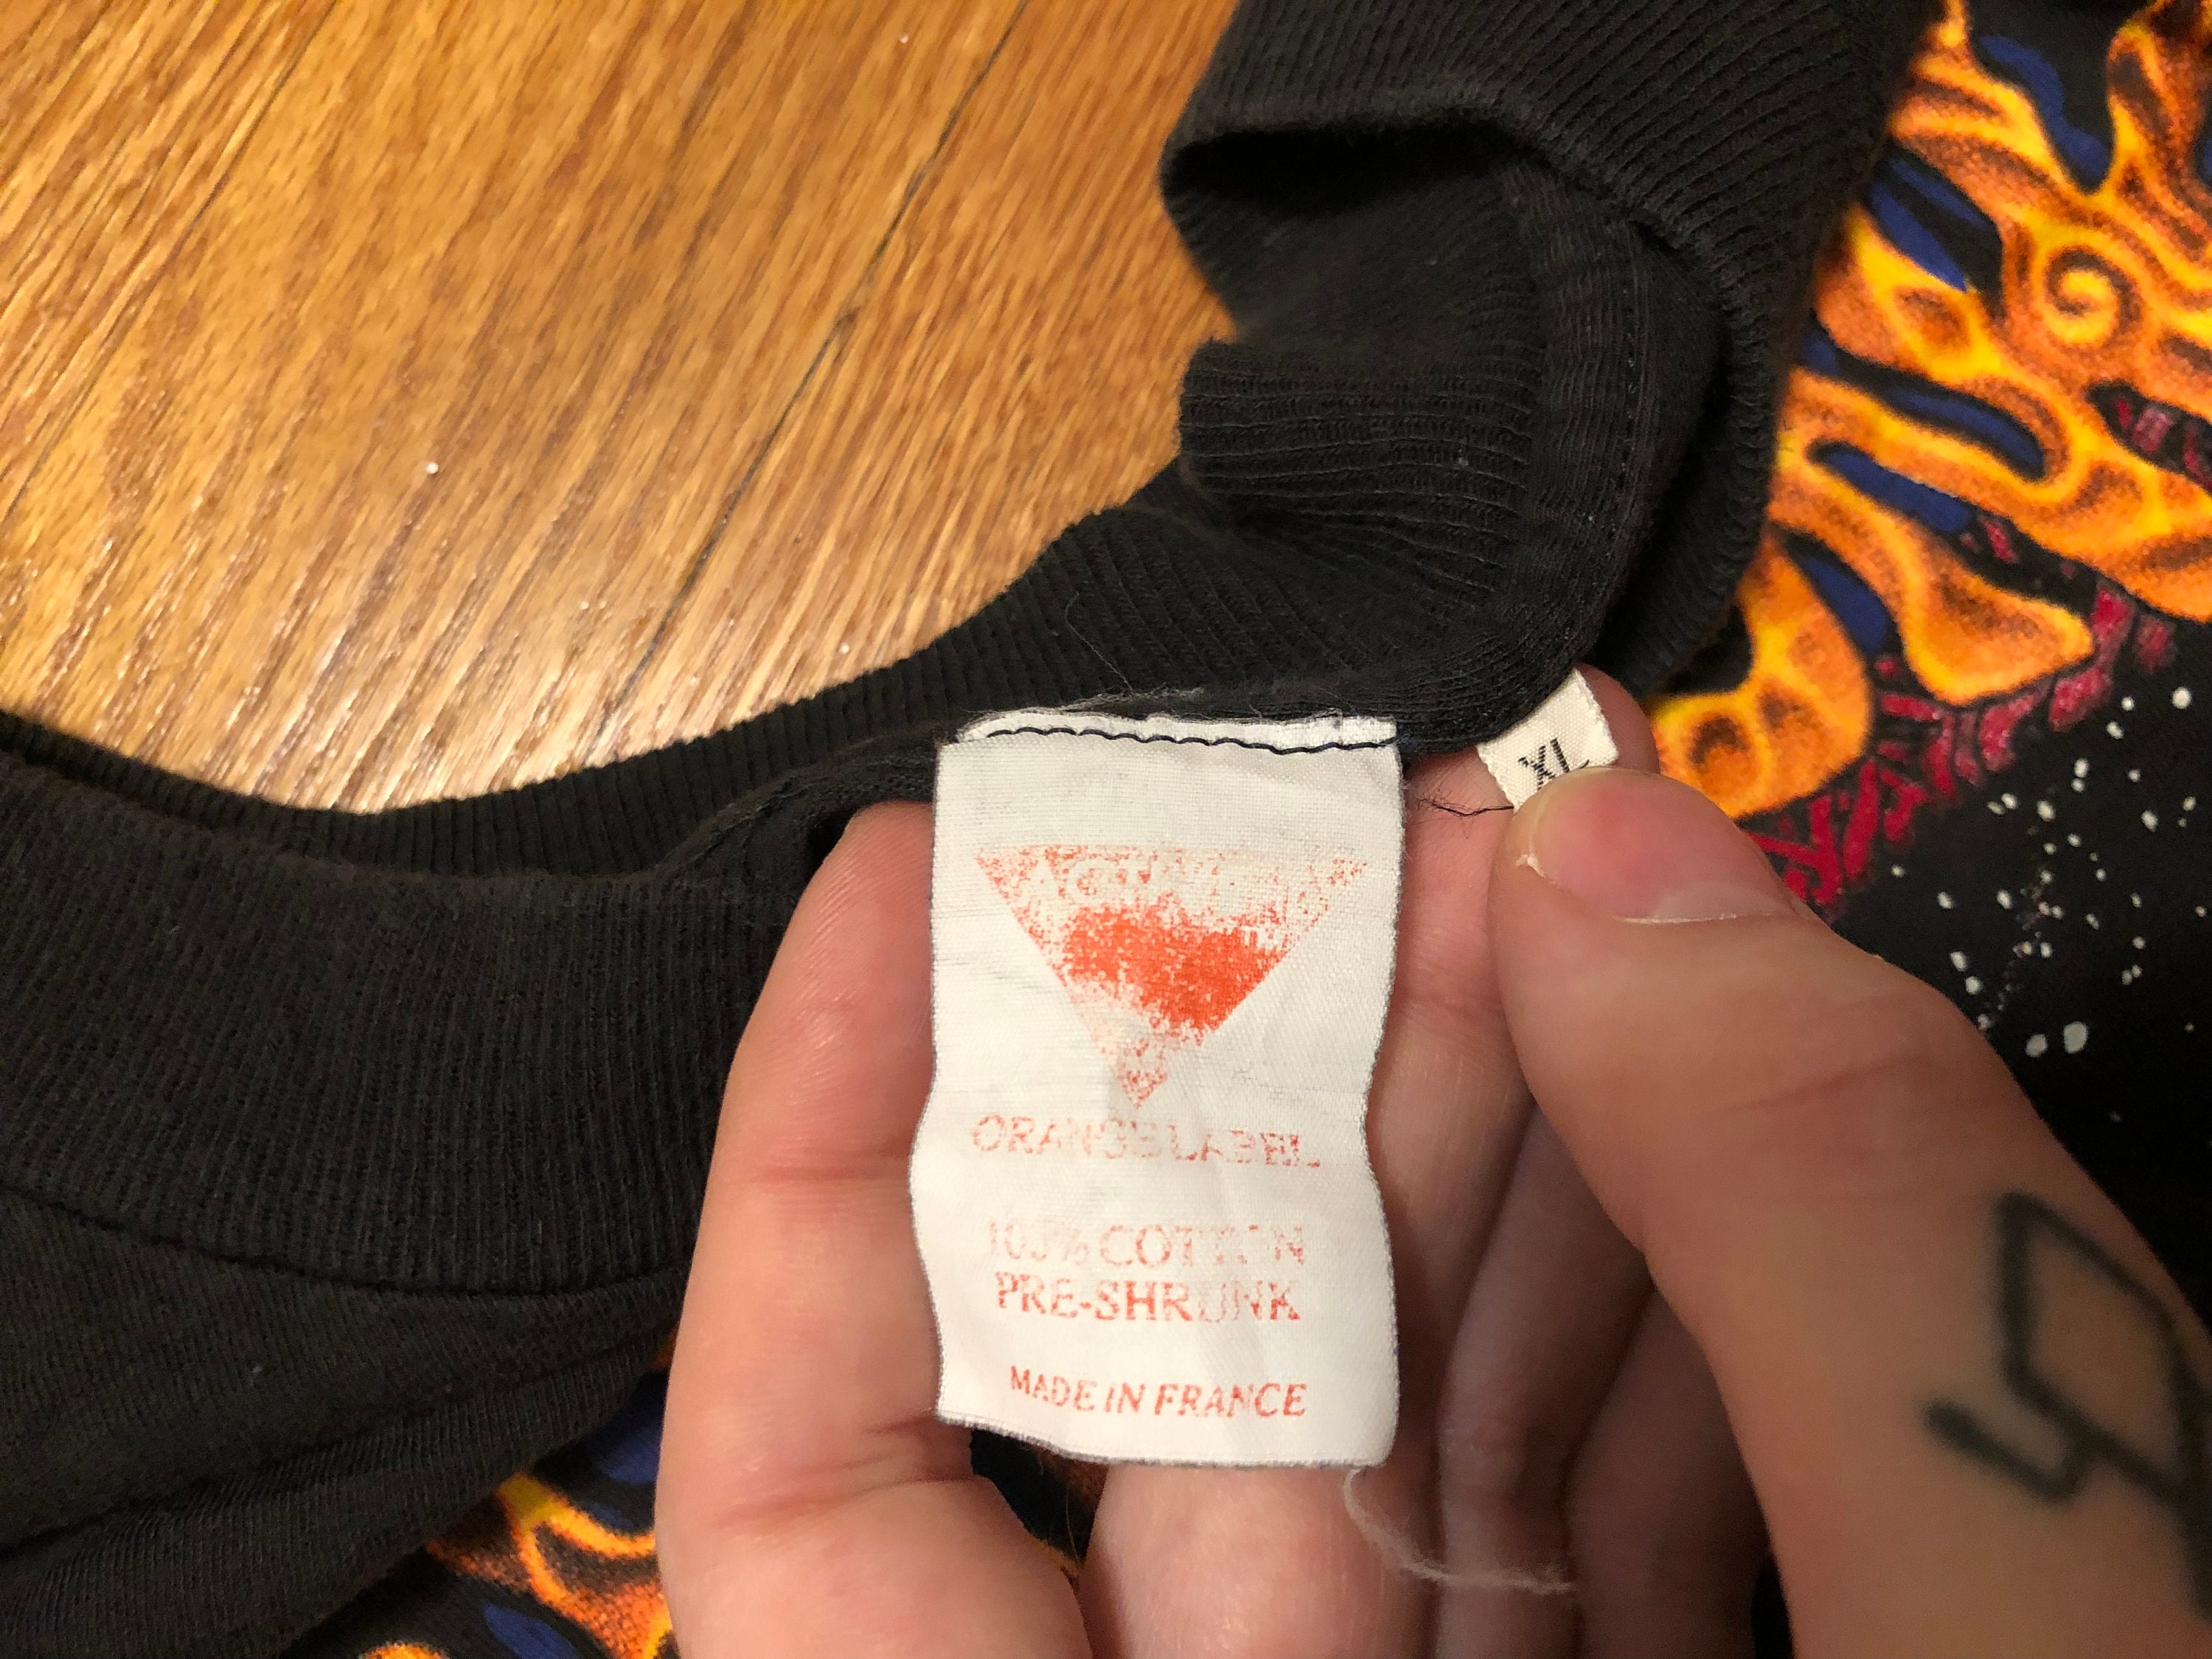 XL
ORANGE LABEL
100% COTTON
PRE-SHRUNK
MADE IN FRANCE